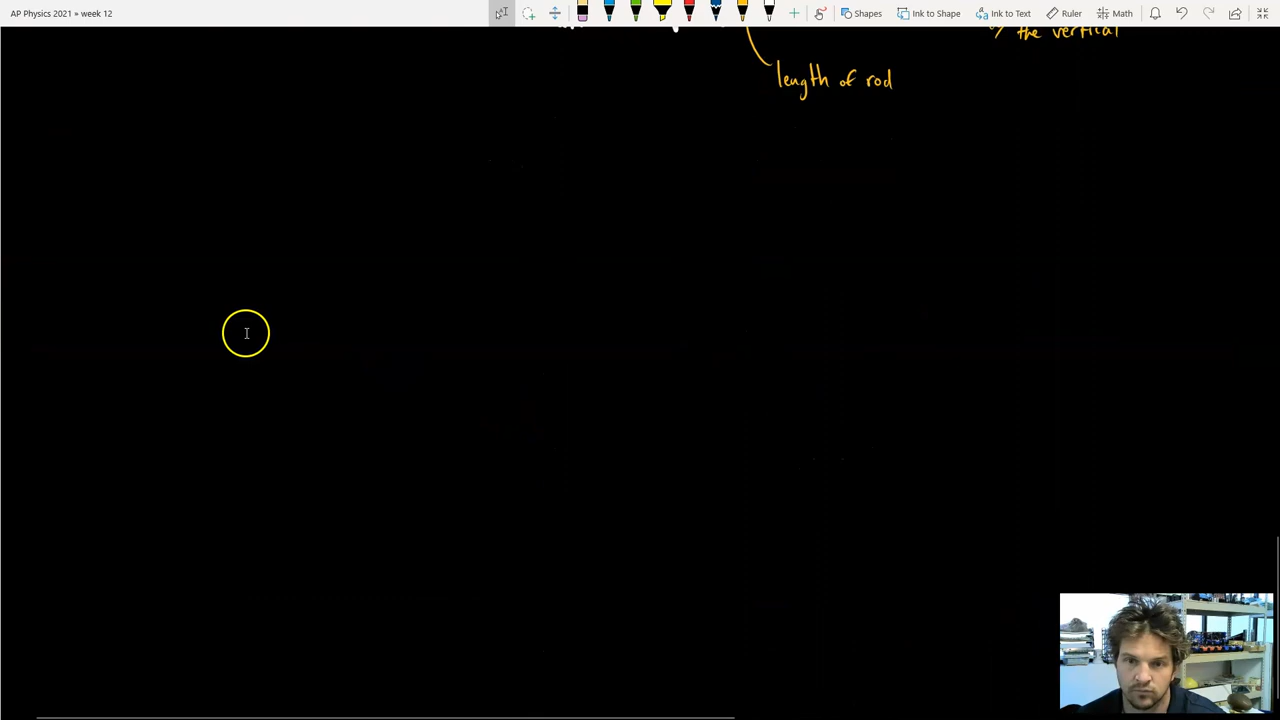 AP Physics 2021 » week 12
Shapes
Ink to Shape
Ink to Text
Ruler
Math
the vertical
length of rod